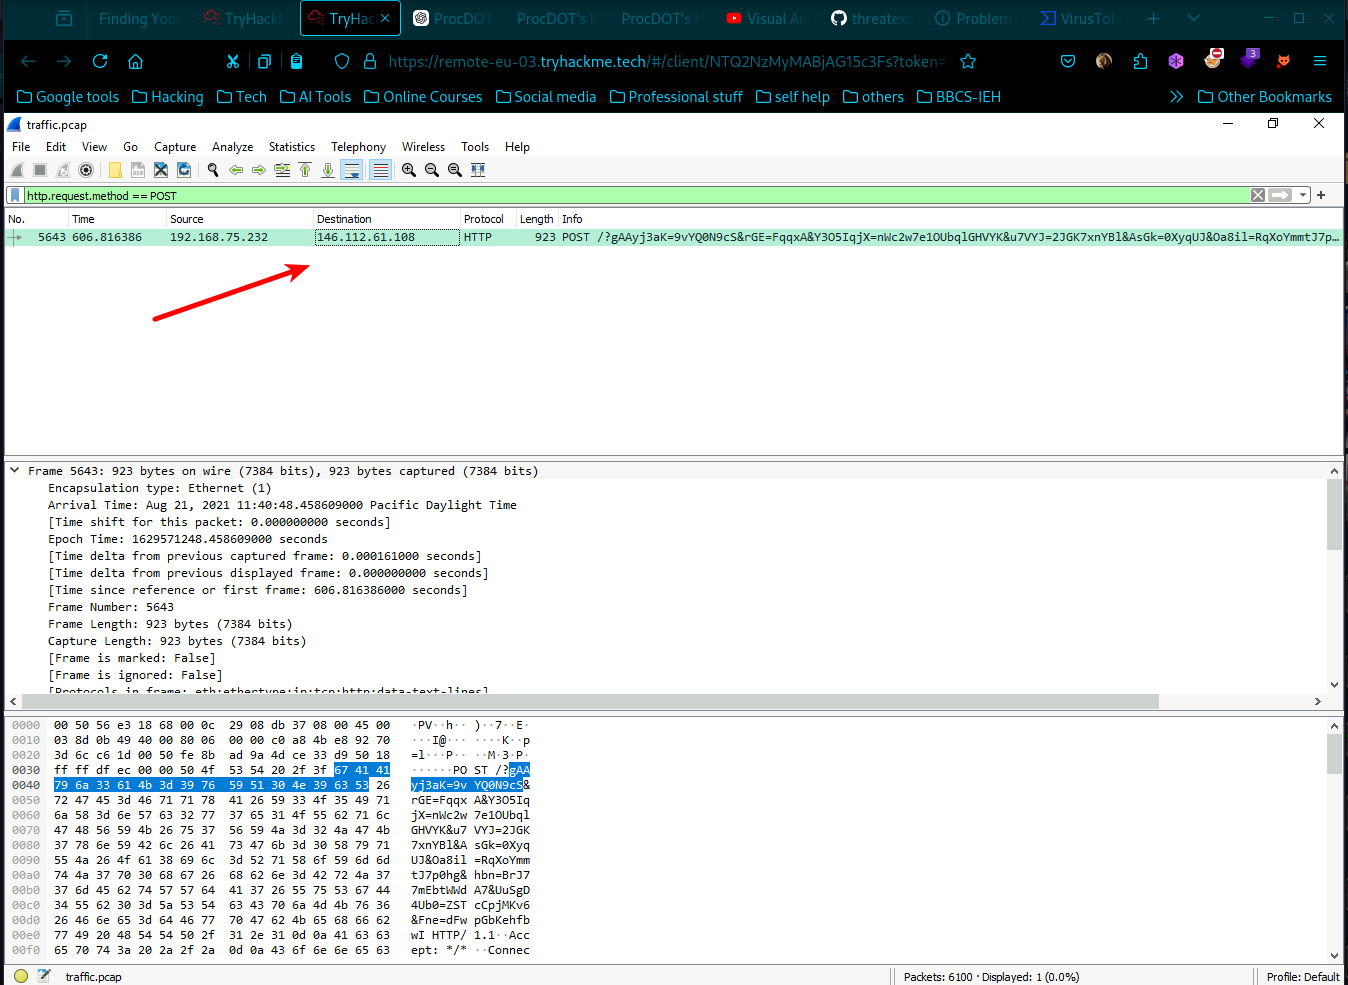 Finding Your
TryHackM
TryHac
ProcDOT
ProcDOT's H
ProcDOT's H
Visual An
threatexp
Problem
VirusTota
https://remote-eu-03.tryhackme.tech/#/client/NTQ2NzMyMABjAG15c3Fs?token=
3
Google tools Hacking Tech AI Tools Online Courses Social media Professional stuff self help others BBCS-IEH Other Bookmarks
traffic.pcap
File Edit View Go Capture Analyze Statistics Telephony Wireless Tools Help
http.request.method == POST
No. Time Source Destination Protocol Length Info
5643 606.816386 192.168.75.232 146.112.61.108 HTTP 923 POST /?gAAyj3aK=9vYQ0N9cS&rGE=FqqxA&Y3O5IqjX=nWc2w7e1OUbqlGHVYK&u7VYJ=2JGK7xnYBl&AsGk=0XyqUJ&Oa8il=RqXoYmmtJ7p…
Frame 5643: 923 bytes on wire (7384 bits), 923 bytes captured (7384 bits)
Encapsulation type: Ethernet (1)
Arrival Time: Aug 21, 2021 11:40:48.458609000 Pacific Daylight Time
[Time shift for this packet: 0.000000000 seconds]
Epoch Time: 1629571248.458609000 seconds
[Time delta from previous captured frame: 0.000161000 seconds]
[Time delta from previous displayed frame: 0.000000000 seconds]
[Time since reference or first frame: 606.816386000 seconds]
Frame Number: 5643
Frame Length: 923 bytes (7384 bits)
Capture Length: 923 bytes (7384 bits)
[Frame is marked: False]
[Frame is ignored: False]
[Protocols in frame: eth:ethertype:ip:tcp:http:data-text-lines]
0000 00 50 56 e3 18 68 00 0c 29 08 db 37 08 00 45 00 ·PV··h·· )··7··E·
0010 03 8d 0b 49 40 00 80 06 00 00 c0 a8 4b e8 92 70 ···I@··· ····K··p
0020 3d 6c c6 1d 00 50 fe 8b ad 9a 4d ce 33 d9 50 18 =l···P·· ··M·3·P·
0030 ff ff df ec 00 00 50 4f 53 54 20 2f 3f 67 41 41 ······PO ST /?gAA
0040 79 6a 33 61 4b 3d 39 76 59 51 30 4e 39 63 53 26 yj3aK=9v YQ0N9cS&
0050 72 47 45 3d 46 71 71 78 41 26 59 33 4f 35 49 71 rGE=Fqqx A&Y3O5Iq
0060 6a 58 3d 6e 57 63 32 77 37 65 31 4f 55 62 71 6c jX=nWc2w 7e1OUbql
0070 47 48 56 59 4b 26 75 37 56 59 4a 3d 32 4a 47 4b GHVYK&u7 VYJ=2JGK
0080 37 78 6e 59 42 6c 26 41 73 47 6b 3d 30 58 79 71 7xnYBl&A sGk=0Xyq
0090 55 4a 26 4f 61 38 69 6c 3d 52 71 58 6f 59 6d 6d UJ&Oa8il =RqXoYmm
00a0 74 4a 37 70 30 68 67 26 68 62 6e 3d 42 72 4a 37 tJ7p0hg& hbn=BrJ7
00b0 37 6d 45 62 74 57 57 64 41 37 26 55 75 53 67 44 7mEbtWWd A7&UuSgD
00c0 34 55 62 30 3d 5a 53 54 63 43 70 6a 4d 4b 76 36 4Ub0=ZST cCpjMKv6
00d0 26 46 6e 65 3d 64 46 77 70 47 62 4b 65 68 66 62 &Fne=dFw pGbKehfb
00e0 77 49 20 48 54 54 50 2f 31 2e 31 0d 0a 41 63 63 wI HTTP/ 1.1··Acc
00f0 65 70 74 3a 20 2a 2f 2a 0d 0a 43 6f 6e 6e 65 63 ept: */* ··Connec
traffic.pcap Packets: 6100 · Displayed: 1 (0.0%) Profile: Default